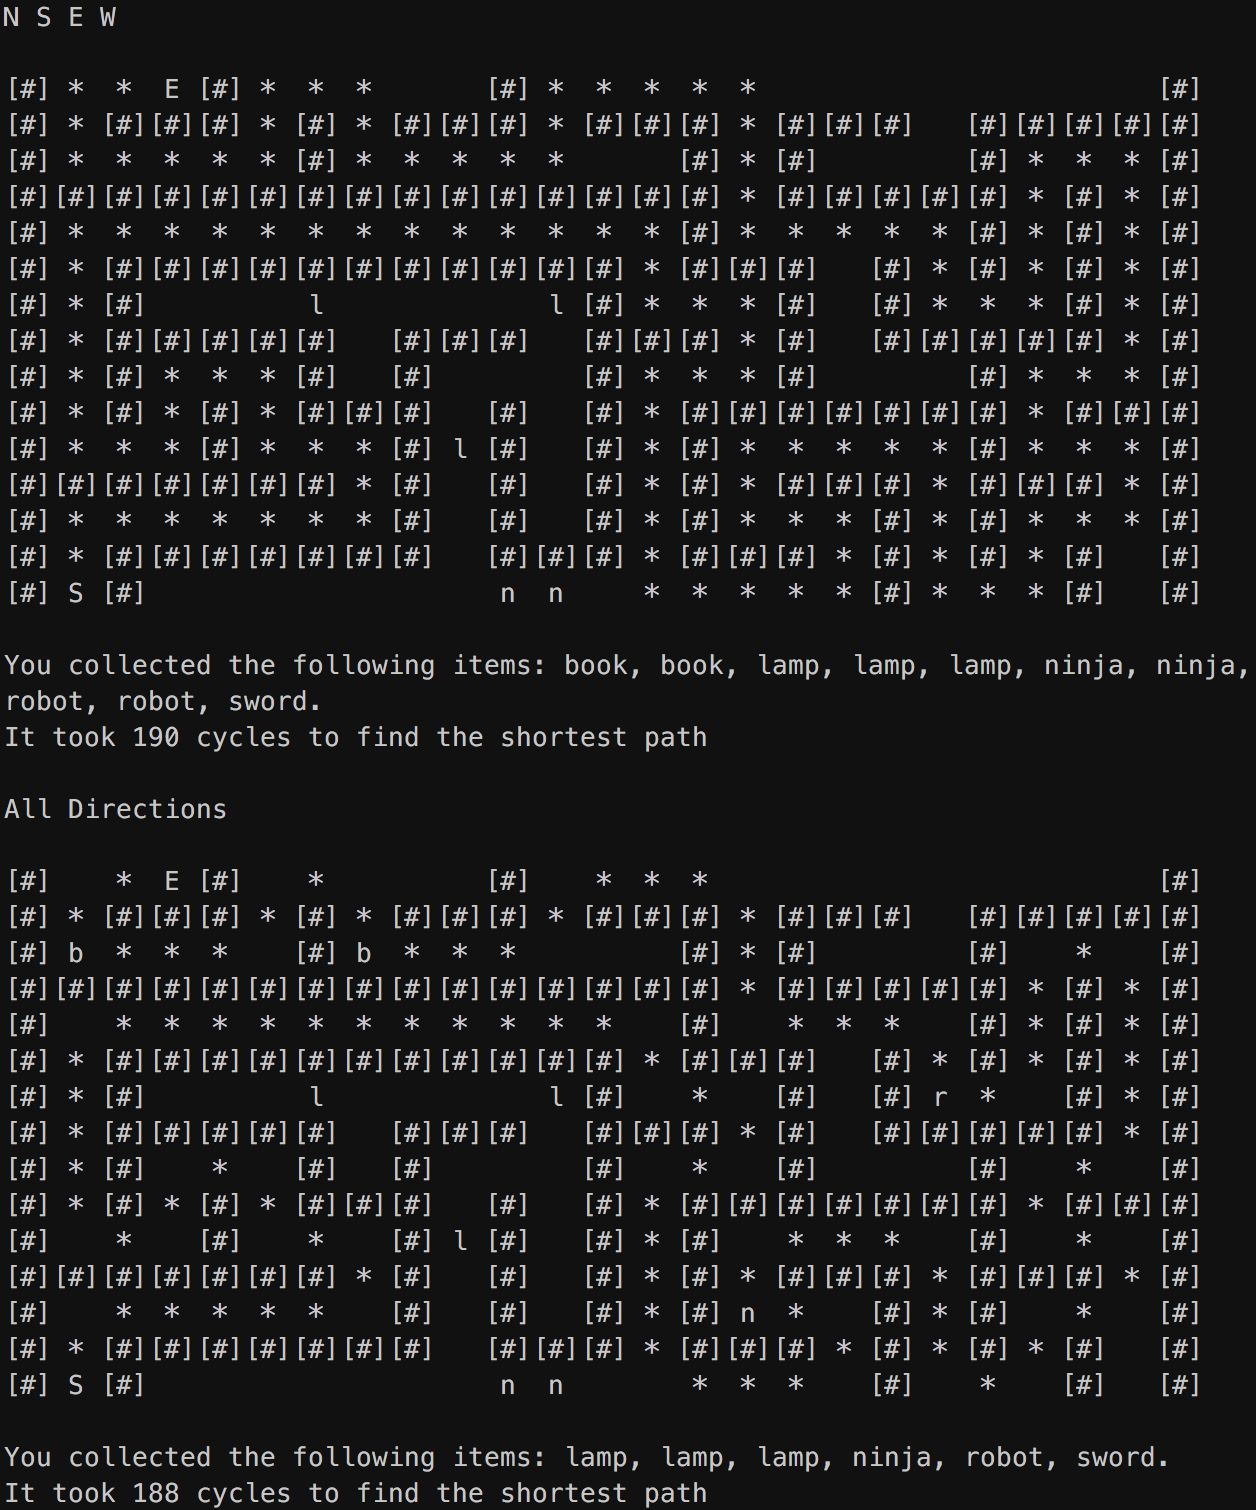 N S E W
[#] *  *  E [#] *  *  *       [#] *  *  *  *  *                         [#]
[#] * [#][#][#] * [#] * [#][#][#] * [#][#][#] * [#][#][#]   [#][#][#][#][#]
[#] *  *  *  *  * [#] *  *  *  *  *       [#] * [#]         [#] *  *  * [#]
[#][#][#][#][#][#][#][#][#][#][#][#][#][#][#] * [#][#][#][#][#] * [#] * [#]
[#] *  *  *  *  *  *  *  *  *  *  *  *  * [#] *  *  *  *  * [#] * [#] * [#]
[#] * [#][#][#][#][#][#][#][#][#][#][#] * [#][#][#]   [#] * [#] * [#] * [#]
[#] * [#]          l              l [#] *  *  * [#]   [#] *  *  * [#] * [#]
[#] * [#][#][#][#][#]   [#][#][#]   [#][#][#] * [#]   [#][#][#][#][#] * [#]
[#] * [#] *  *  * [#]   [#]         [#] *  *  * [#]         [#] *  *  * [#]
[#] * [#] * [#] * [#][#][#]   [#]   [#] * [#][#][#][#][#][#][#] * [#][#][#]
[#] *  *  * [#] *  *  * [#] l [#]   [#] * [#] *  *  *  *  * [#] *  *  * [#]
[#][#][#][#][#][#][#] * [#]   [#]   [#] * [#] * [#][#][#] * [#][#][#] * [#]
[#] *  *  *  *  *  *  * [#]   [#]   [#] * [#] *  *  * [#] * [#] *  *  * [#]
[#] * [#][#][#][#][#][#][#]   [#][#][#] * [#][#][#] * [#] * [#] * [#]   [#]
[#] S [#]                      n  n     *  *  *  *  * [#] *  *  * [#]   [#]
You collected the following items: book, book, lamp, lamp, lamp, ninja, ninja,
robot, robot, sword.
It took 190 cycles to find the shortest path
All Directions
[#]    *  E [#]    *          [#]    *  *  *                            [#]
[#] * [#][#][#] * [#] * [#][#][#] * [#][#][#] * [#][#][#]   [#][#][#][#][#]
[#] b  *  *  *    [#] b  *  *  *          [#] * [#]         [#]    *    [#]
[#][#][#][#][#][#][#][#][#][#][#][#][#][#][#] * [#][#][#][#][#] * [#] * [#]
[#]    *  *  *  *  *  *  *  *  *  *  *    [#]    *  *  *    [#] * [#] * [#]
[#] * [#][#][#][#][#][#][#][#][#][#][#] * [#][#][#]   [#] * [#] * [#] * [#]
[#] * [#]          l              l [#]    *    [#]   [#] r  *    [#] * [#]
[#] * [#][#][#][#][#]   [#][#][#]   [#][#][#] * [#]   [#][#][#][#][#] * [#]
[#] * [#]    *    [#]   [#]         [#]    *    [#]         [#]    *    [#]
[#] * [#] * [#] * [#][#][#]   [#]   [#] * [#][#][#][#][#][#][#] * [#][#][#]
[#]    *    [#]    *    [#] l [#]   [#] * [#]    *  *  *    [#]    *    [#]
[#][#][#][#][#][#][#] * [#]   [#]   [#] * [#] * [#][#][#] * [#][#][#] * [#]
[#]    *  *  *  *  *    [#]   [#]   [#] * [#] n  *    [#] * [#]    *    [#]
[#] * [#][#][#][#][#][#][#]   [#][#][#] * [#][#][#] * [#] * [#] * [#]   [#]
[#] S [#]                      n  n        *  *  *    [#]    *    [#]   [#]
You collected the following items: lamp, lamp, lamp, ninja, robot, sword.
It took 188 cycles to find the shortest path